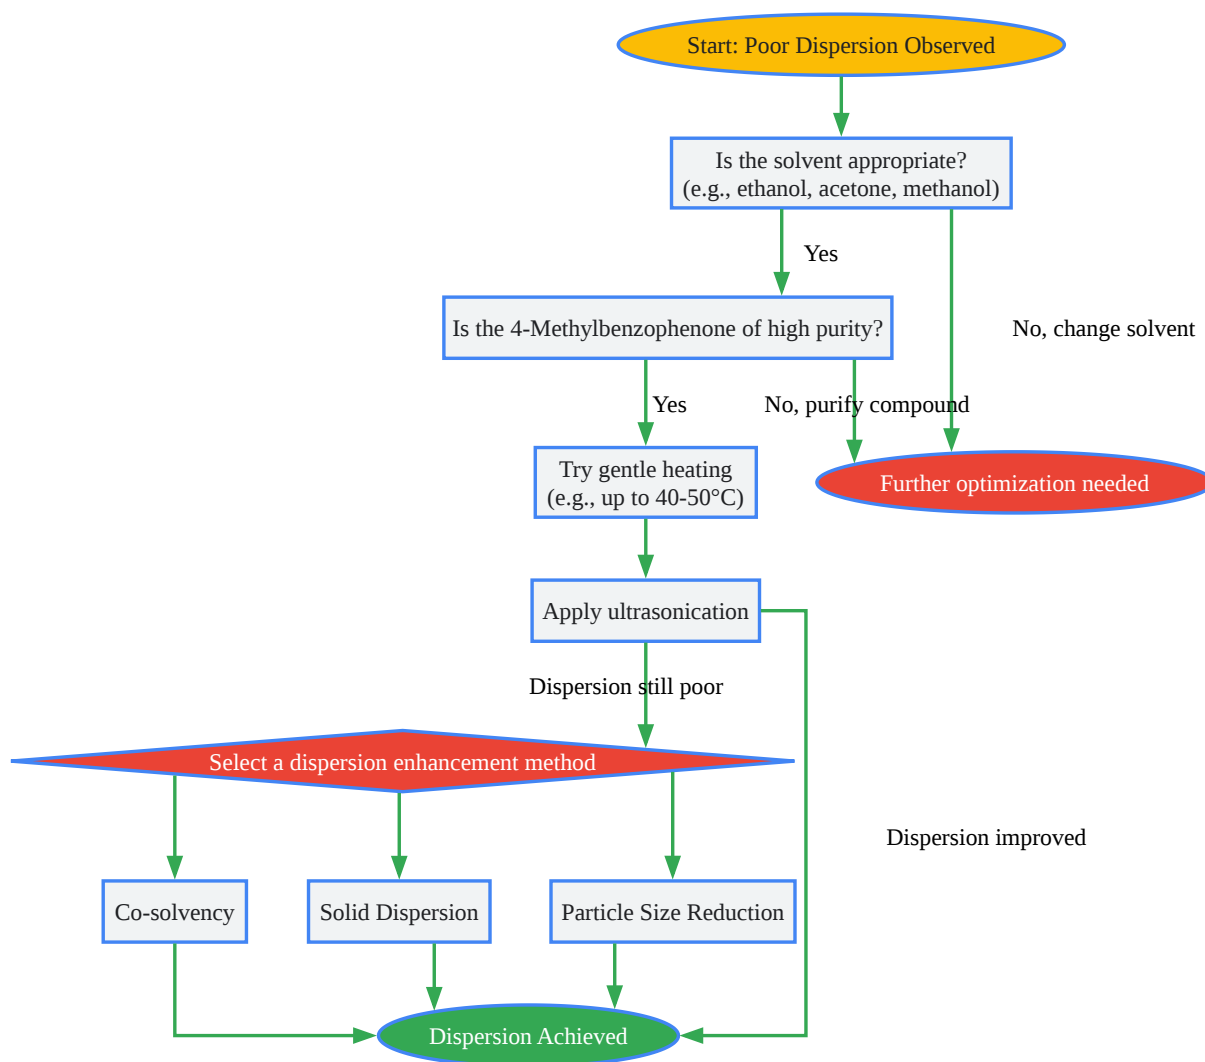 Start: Poor Dispersion Observed
Is the solvent appropriate?
(e.g., ethanol, acetone, methanol)
Yes
Is the 4-Methylbenzophenone of high purity?
No, change solvent
Yes
No, purify compound
Try gentle heating
(e.g., up to 40-50°C)
Further optimization needed
Apply ultrasonication
Dispersion still poor
Select a dispersion enhancement method
Dispersion improved
Co-solvency
Solid Dispersion
Particle Size Reduction
Dispersion Achieved